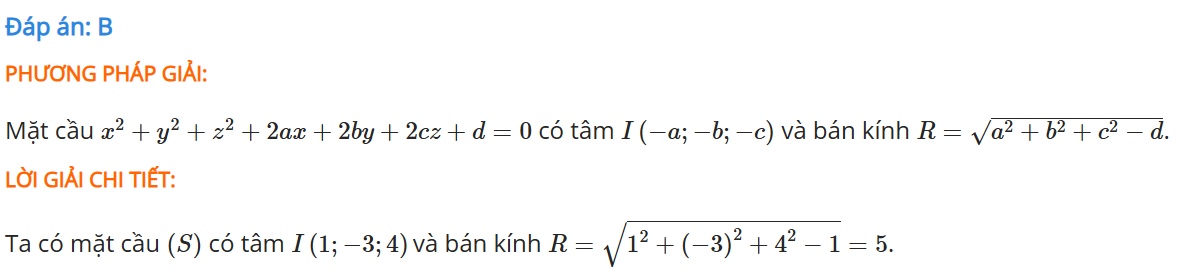 Đáp án: B
PHƯƠNG PHÁP GIẢI:
Mặt cầu x² + y² + z² + 2ax + 2by + 2cz + d = 0 có tâm I (−a; −b; −c) và bán kính R = √(a² + b² + c² − d).
LỜI GIẢI CHI TIẾT:
Ta có mặt cầu (S) có tâm I (1; −3; 4) và bán kính R = √(1² + (−3)² + 4² − 1) = 5.